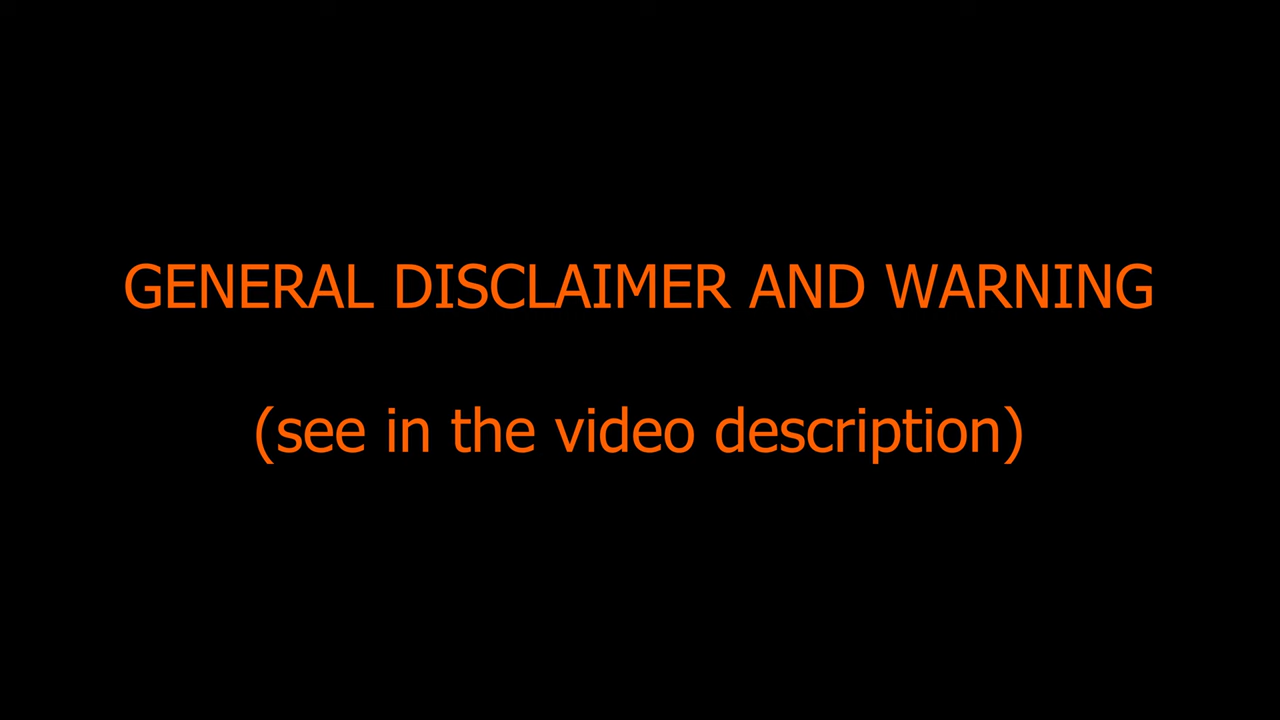 GENERAL DISCLAIMER AND WARNING
(see in the video description)